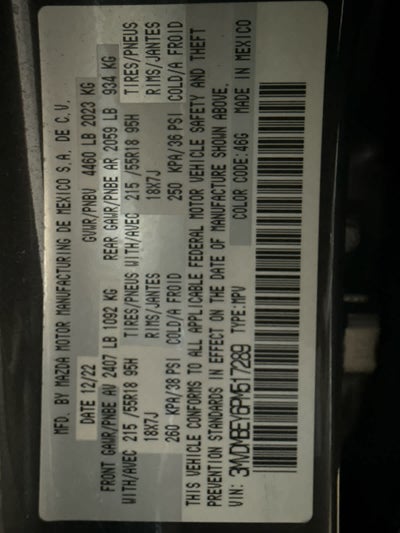 MFD. BY MAZDA MOTOR MANUFACTURING DE MEXICO S.A. DE C.V.
DATE 12/22 GVWR/PNBV 4460 LB 2023 KG
FRONT GAWR/PNBE AV 2407 LB 1092 KG REAR GAWR/PNBE AR 2059 LB 934 KG
TIRES/PNEUS TIRES/PNEUS
WITH/AVEC 215 /55R18 95H WITH/AVEC 215 /55R18 95H
RIMS/JANTES RIMS/JANTES
18X7J 18X7J
260 KPA/38 PSI COLD/A FROID 250 KPA/36 PSI COLD/A FROID
THIS VEHICLE CONFORMS TO ALL APPLICABLE FEDERAL MOTOR VEHICLE SAFETY AND THEFT
PREVENTION STANDARDS IN EFFECT ON THE DATE OF MANUFACTURE SHOWN ABOVE.
VIN: 3MVDMBEY6PM517289 TYPE:MPV COLOR CODE:46G MADE IN MEXICO